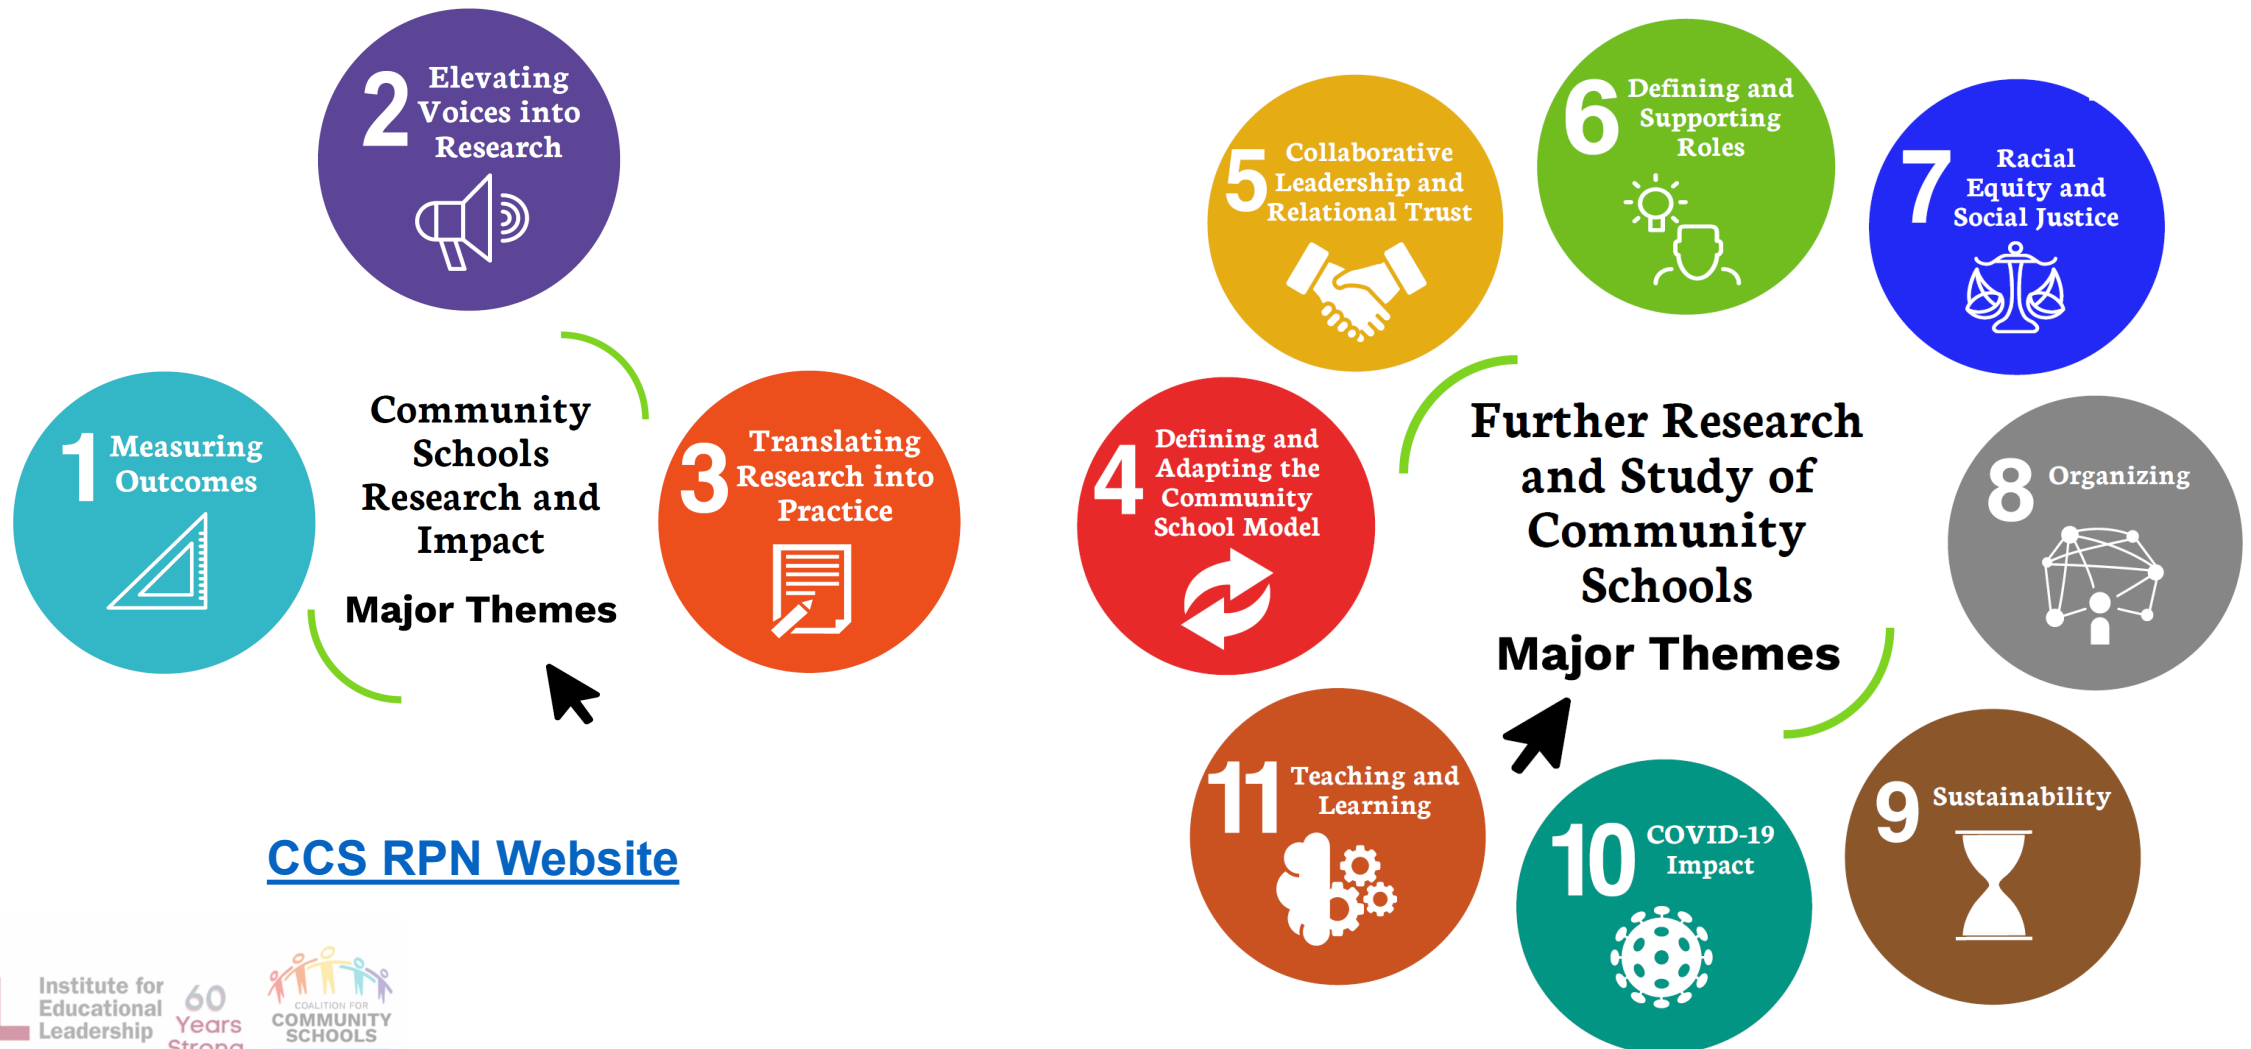 2
Elevating
Voices into
Research
1
Measuring
Outcomes
Community
Schools
Research and
Impact
Major Themes
3
Translating
Research into
Practice
CCS RPN Website
Institute for
Educational
Leadership
60
Years
Strong
COALITION FOR
COMMUNITY
SCHOOLS
4
Defining and
Adapting the
Community
School Model
5
Collaborative
Leadership and
Relational Trust
6
Defining and
Supporting
Roles
7
Racial
Equity and
Social Justice
Further Research
and Study of
Community
Schools
Major Themes
8
Organizing
9
Sustainability
10
COVID-19
Impact
11
Teaching and
Learning